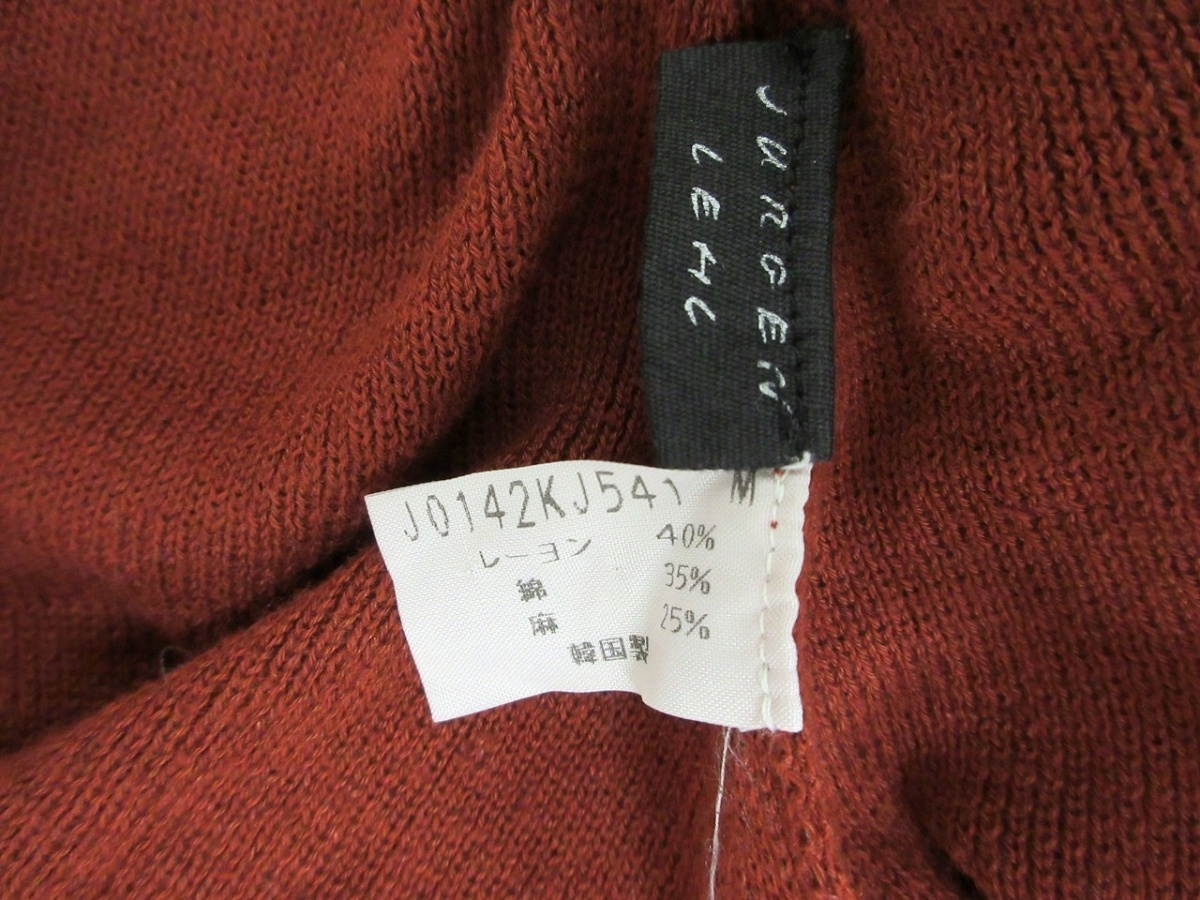 JURGEN
LEHL
J0142KJ541 M
レーヨン 40%
綿 35%
麻 25%
韓国製